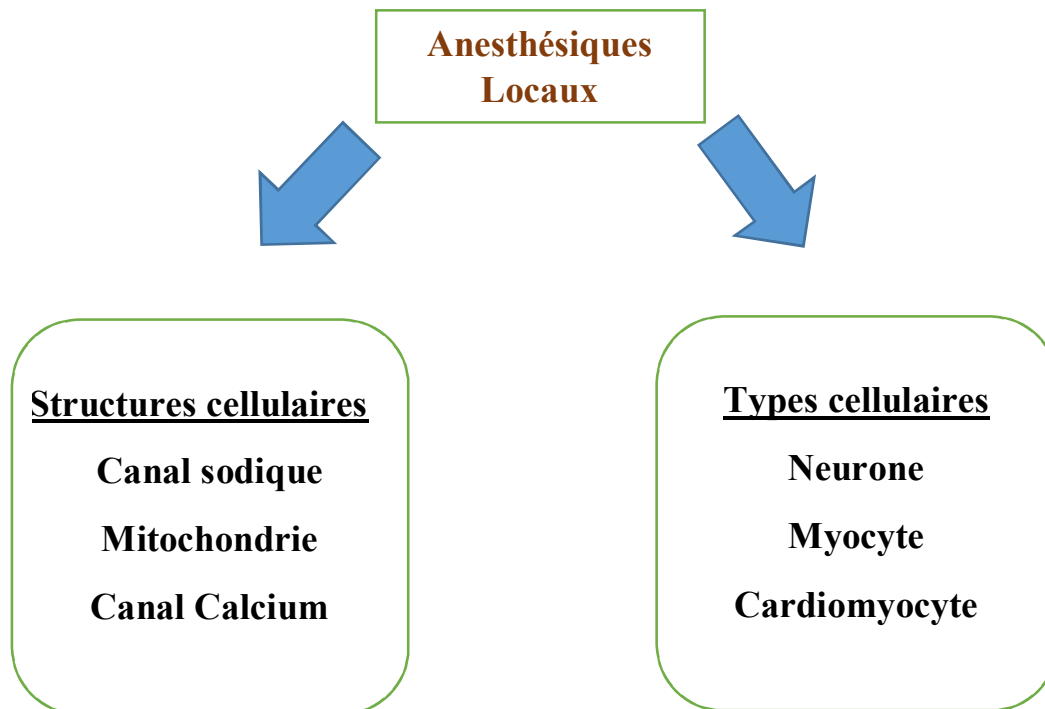 Anesthésiques
Locaux
Structures cellulaires
Canal sodique
Mitochondrie
Canal Calcium
Types cellulaires
Neurone
Myocyte
Cardiomyocyte